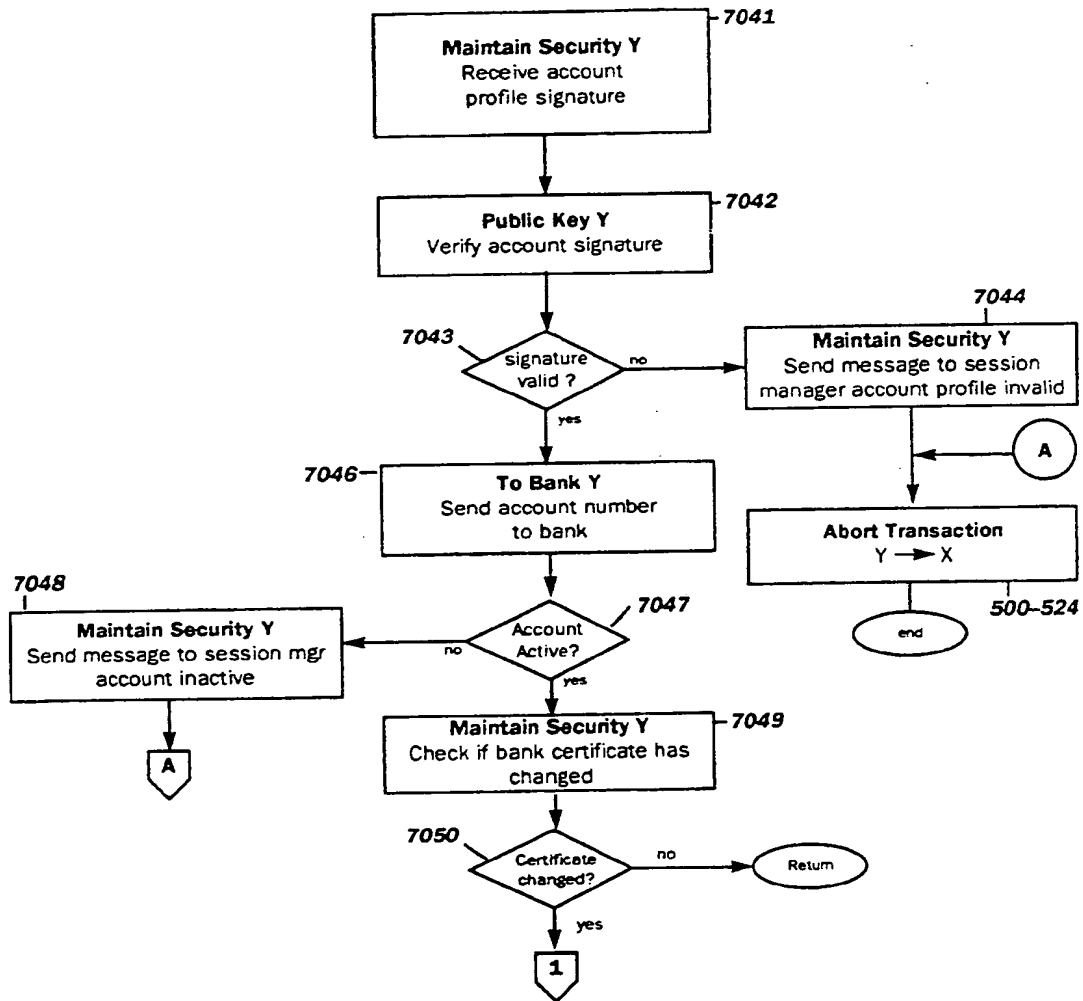 7041
Maintain Security Y
Receive account
profile signature
7042
Public Key Y
Verify account signature
7043
signature
valid ?
no
yes
7044
Maintain Security Y
Send message to session
manager account profile invalid
A
Abort Transaction
Y → X
500-524
end
7046
To Bank Y
Send account number
to bank
7047
Account
Active?
no
yes
7048
Maintain Security Y
Send message to session mgr
account inactive
A
7049
Maintain Security Y
Check if bank certificate has
changed
7050
Certificate
changed?
no
Return
yes
1